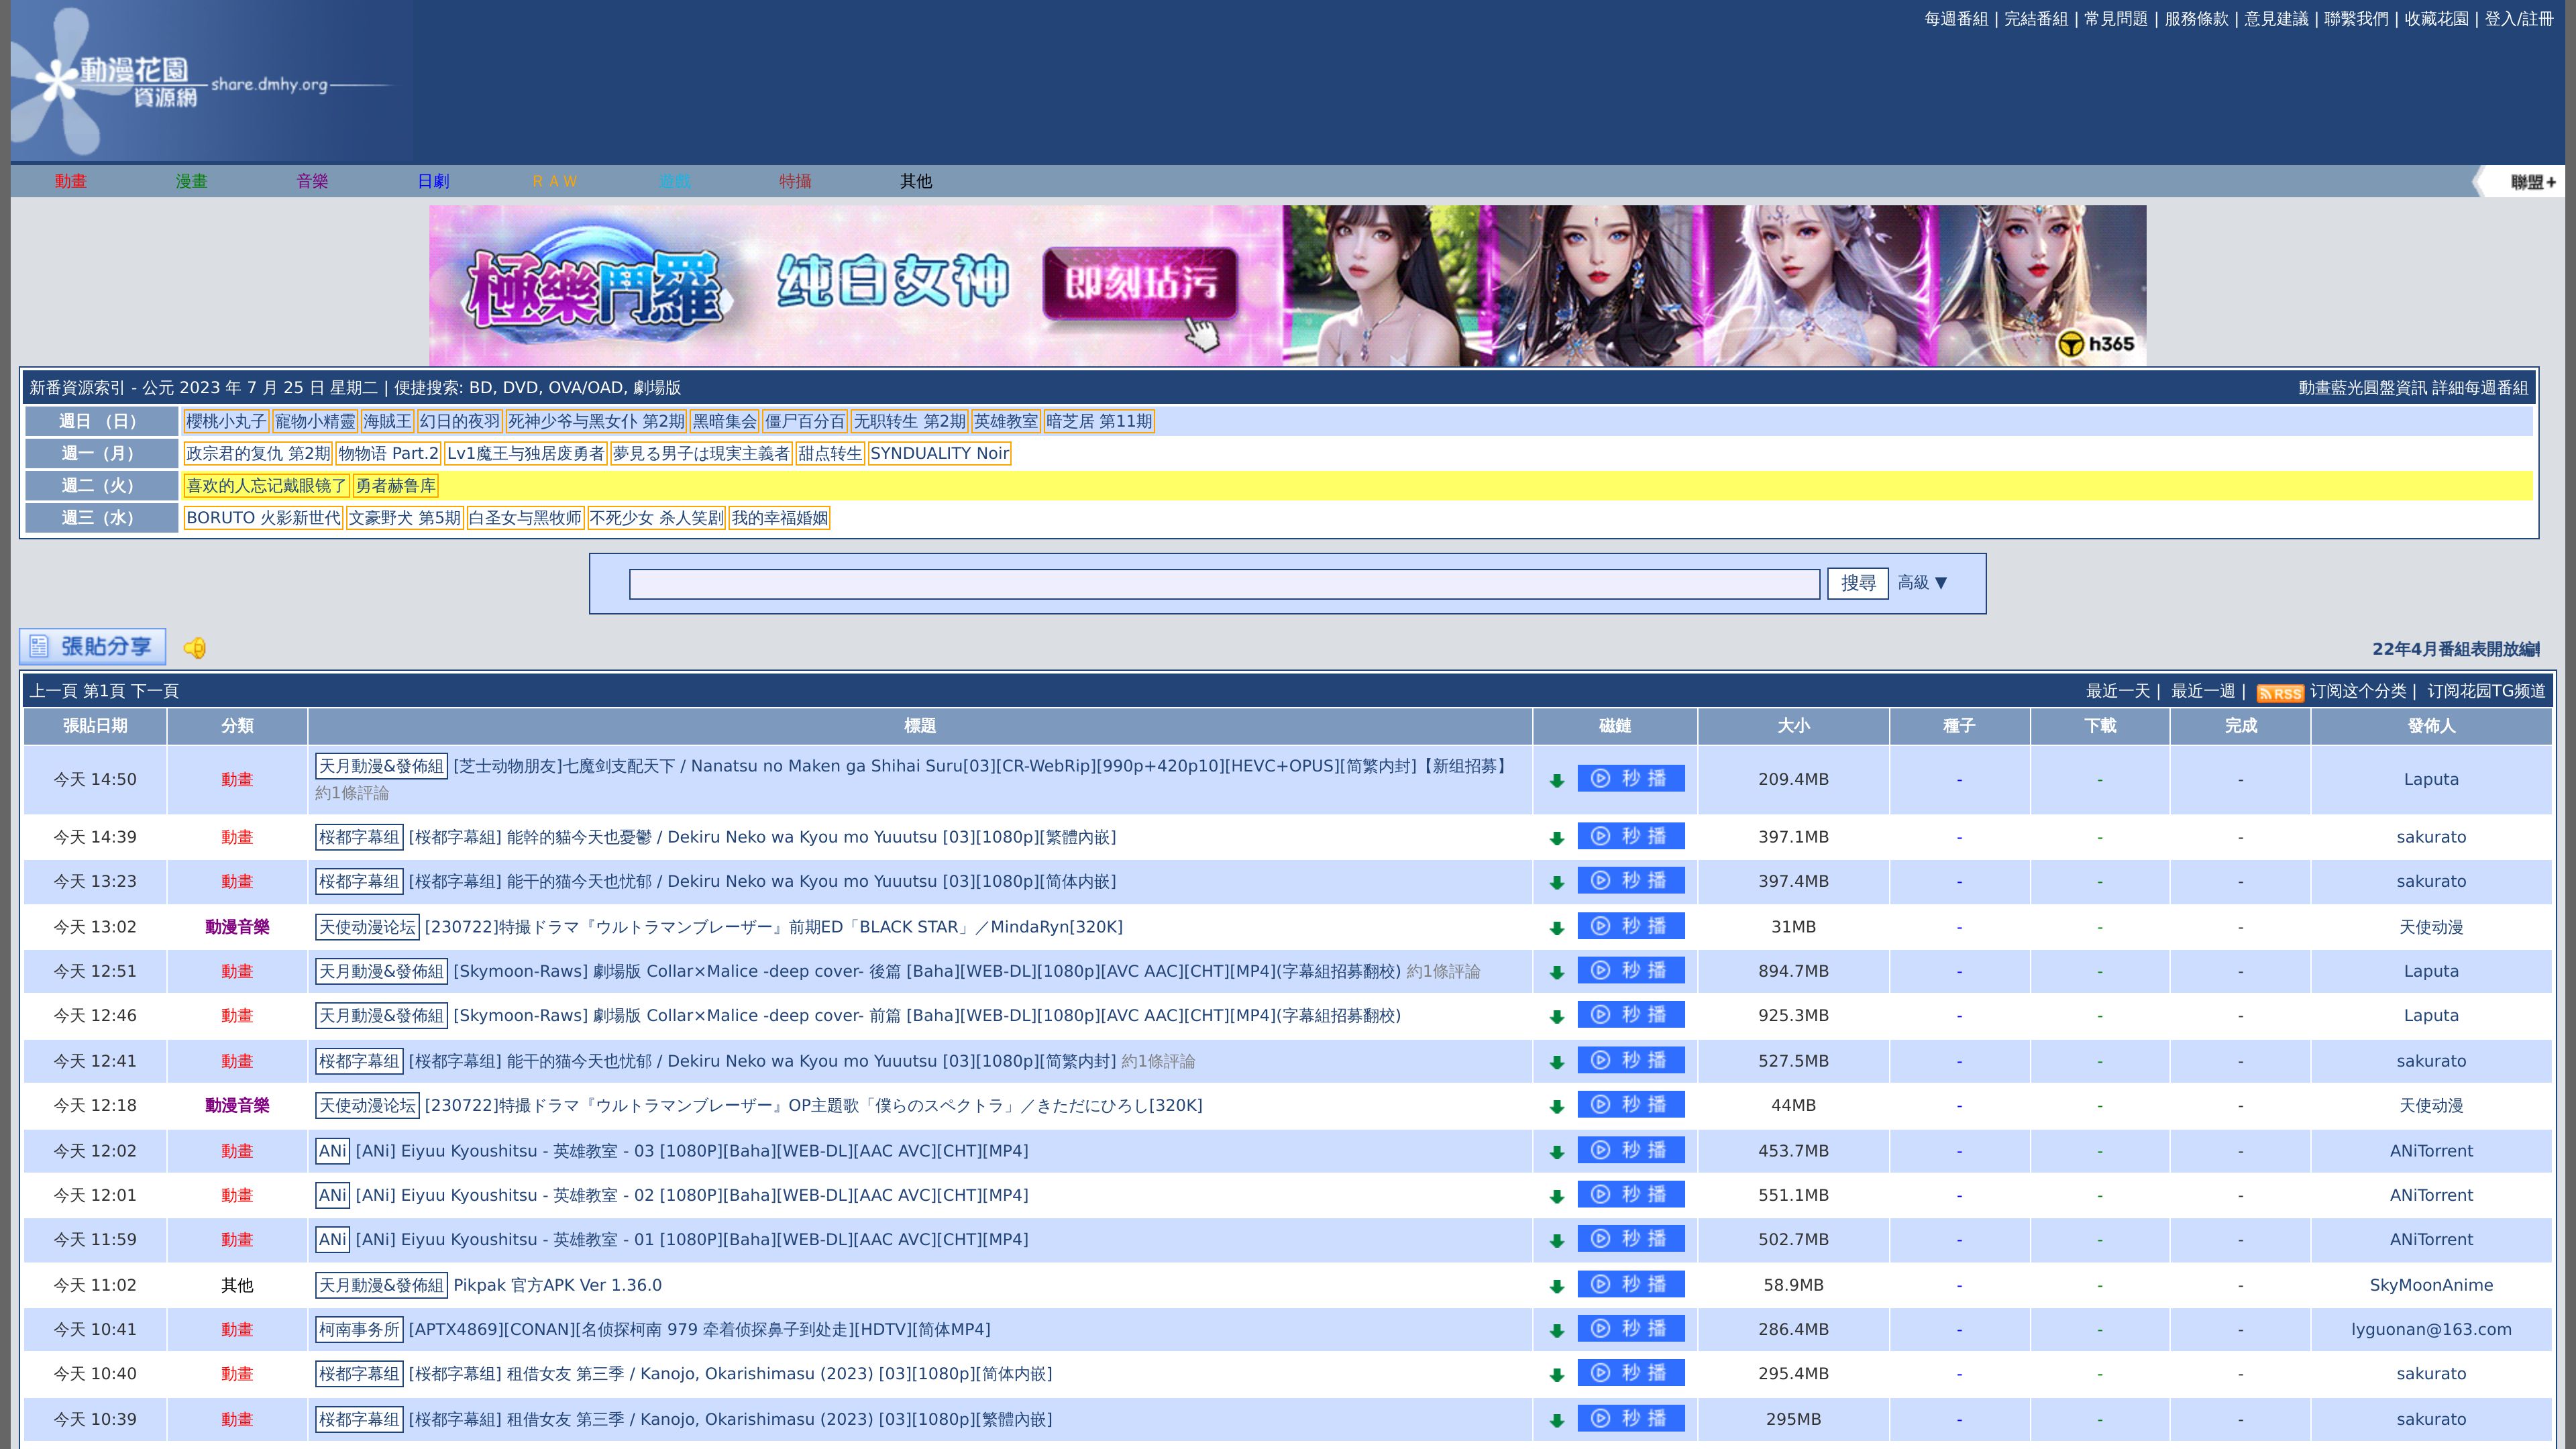 每週番組 | 完結番組 | 常見問題 | 服務條款 | 意見建議 | 聯繫我們 | 收藏花園 | 登入/註冊
動漫花園
資源網
share.dmhy.org
動畫 漫畫 音樂 日劇 ＲＡＷ 遊戲 特攝 其他 聯盟+
極樂鬥羅 纯白女神 即刻玷污 h365
新番資源索引 - 公元 2023 年 7 月 25 日 星期二 | 便捷搜索: BD, DVD, OVA/OAD, 劇場版 動畫藍光圓盤資訊 詳細每週番組
週日 （日） 櫻桃小丸子 寵物小精靈 海賊王 幻日的夜羽 死神少爷与黑女仆 第2期 黑暗集会 僵尸百分百 无职转生 第2期 英雄教室 暗芝居 第11期
週一（月） 政宗君的复仇 第2期 物物语 Part.2 Lv1魔王与独居废勇者 夢見る男子は現実主義者 甜点转生 SYNDUALITY Noir
週二（火） 喜欢的人忘记戴眼镜了 勇者赫鲁库
週三（水） BORUTO 火影新世代 文豪野犬 第5期 白圣女与黑牧师 不死少女 杀人笑剧 我的幸福婚姻
搜尋 高級 ▼
張貼分享 22年4月番組表開放編
上一頁 第1頁 下一頁 最近一天 | 最近一週 | RSS 订阅这个分类 | 订阅花园TG频道
張貼日期 分類 標題 磁鏈 大小 種子 下載 完成 發佈人
今天 14:50 動畫 天月動漫&發佈組 [芝士动物朋友]七魔剑支配天下 / Nanatsu no Maken ga Shihai Suru[03][CR-WebRip][990p+420p10][HEVC+OPUS][简繁内封]【新组招募】 秒播 209.4MB - - - Laputa
約1條評論
今天 14:39 動畫 桜都字幕组 [桜都字幕組] 能幹的貓今天也憂鬱 / Dekiru Neko wa Kyou mo Yuuutsu [03][1080p][繁體內嵌] 秒播 397.1MB - - - sakurato
今天 13:23 動畫 桜都字幕组 [桜都字幕组] 能干的猫今天也忧郁 / Dekiru Neko wa Kyou mo Yuuutsu [03][1080p][简体内嵌] 秒播 397.4MB - - - sakurato
今天 13:02 動漫音樂 天使动漫论坛 [230722]特撮ドラマ『ウルトラマンブレーザー』前期ED「BLACK STAR」／MindaRyn[320K] 秒播 31MB - - - 天使动漫
今天 12:51 動畫 天月動漫&發佈組 [Skymoon-Raws] 劇場版 Collar×Malice -deep cover- 後篇 [Baha][WEB-DL][1080p][AVC AAC][CHT][MP4](字幕組招募翻校) 約1條評論 秒播 894.7MB - - - Laputa
今天 12:46 動畫 天月動漫&發佈組 [Skymoon-Raws] 劇場版 Collar×Malice -deep cover- 前篇 [Baha][WEB-DL][1080p][AVC AAC][CHT][MP4](字幕組招募翻校) 秒播 925.3MB - - - Laputa
今天 12:41 動畫 桜都字幕组 [桜都字幕组] 能干的猫今天也忧郁 / Dekiru Neko wa Kyou mo Yuuutsu [03][1080p][简繁内封] 約1條評論 秒播 527.5MB - - - sakurato
今天 12:18 動漫音樂 天使动漫论坛 [230722]特撮ドラマ『ウルトラマンブレーザー』OP主題歌「僕らのスペクトラ」／きただにひろし[320K] 秒播 44MB - - - 天使动漫
今天 12:02 動畫 ANi [ANi] Eiyuu Kyoushitsu - 英雄教室 - 03 [1080P][Baha][WEB-DL][AAC AVC][CHT][MP4] 秒播 453.7MB - - - ANiTorrent
今天 12:01 動畫 ANi [ANi] Eiyuu Kyoushitsu - 英雄教室 - 02 [1080P][Baha][WEB-DL][AAC AVC][CHT][MP4] 秒播 551.1MB - - - ANiTorrent
今天 11:59 動畫 ANi [ANi] Eiyuu Kyoushitsu - 英雄教室 - 01 [1080P][Baha][WEB-DL][AAC AVC][CHT][MP4] 秒播 502.7MB - - - ANiTorrent
今天 11:02 其他 天月動漫&發佈組 Pikpak 官方APK Ver 1.36.0 秒播 58.9MB - - - SkyMoonAnime
今天 10:41 動畫 柯南事务所 [APTX4869][CONAN][名侦探柯南 979 牵着侦探鼻子到处走][HDTV][简体MP4] 秒播 286.4MB - - - lyguonan@163.com
今天 10:40 動畫 桜都字幕组 [桜都字幕组] 租借女友 第三季 / Kanojo, Okarishimasu (2023) [03][1080p][简体内嵌] 秒播 295.4MB - - - sakurato
今天 10:39 動畫 桜都字幕组 [桜都字幕組] 租借女友 第三季 / Kanojo, Okarishimasu (2023) [03][1080p][繁體內嵌] 秒播 295MB - - - sakurato